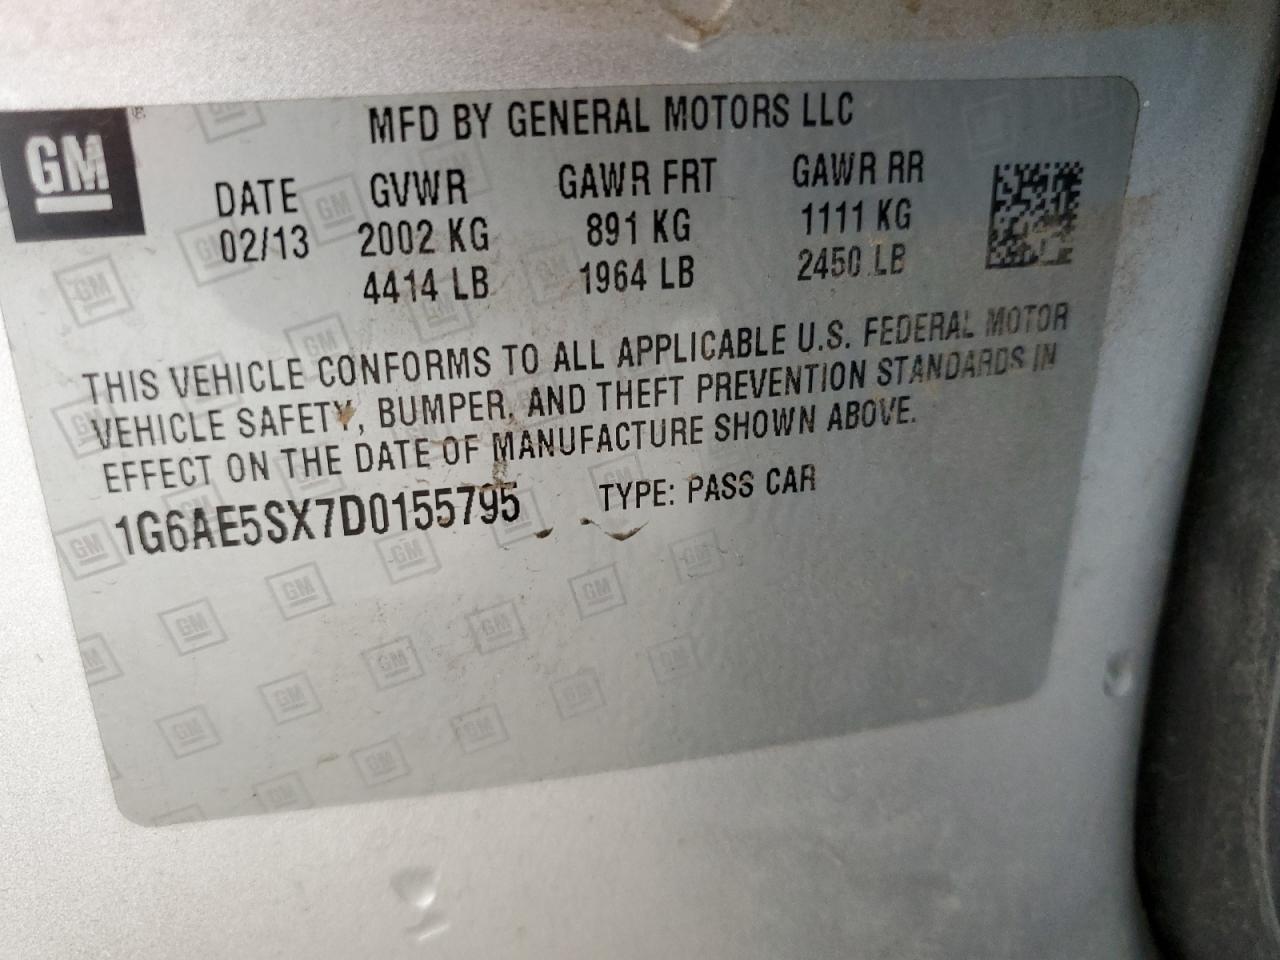 GM ®
MFD BY GENERAL MOTORS LLC
DATE GVWR GAWR FRT GAWR RR
02/13 2002 KG 891 KG 1111 KG
4414 LB 1964 LB 2450 LB
THIS VEHICLE CONFORMS TO ALL APPLICABLE U.S. FEDERAL MOTOR
VEHICLE SAFETY, BUMPER, AND THEFT PREVENTION STANDARDS IN
EFFECT ON THE DATE OF MANUFACTURE SHOWN ABOVE.
1G6AE5SX7D0155795 TYPE: PASS CAR